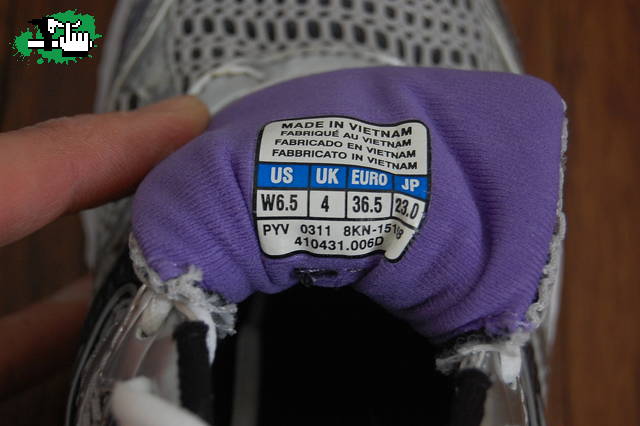 MADE IN VIETNAM
FABRIQUÉ AU VIETNAM
FABRICADO EN VIETNAM
FABBRICATO IN VIETNAM
US UK EURO JP
W6.5 4 36.5 23.0
PYV 0311
410431.006D